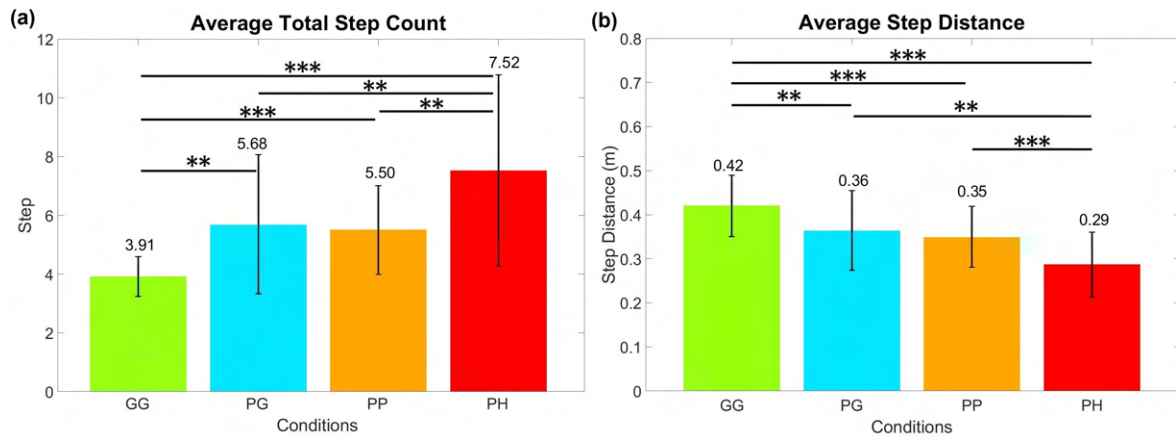 (a)
Average Total Step Count
12
10
8
6
4
2
0
Step
***
7.52
**
***
**
5.68
5.50
**
3.91
GG
PG
PP
PH
Conditions
(b)
Average Step Distance
0.8
0.7
0.6
0.5
0.4
0.3
0.2
0.1
0
Step Distance (m)
***
***
**
**
***
0.42
0.36
0.35
0.29
GG
PG
PP
PH
Conditions